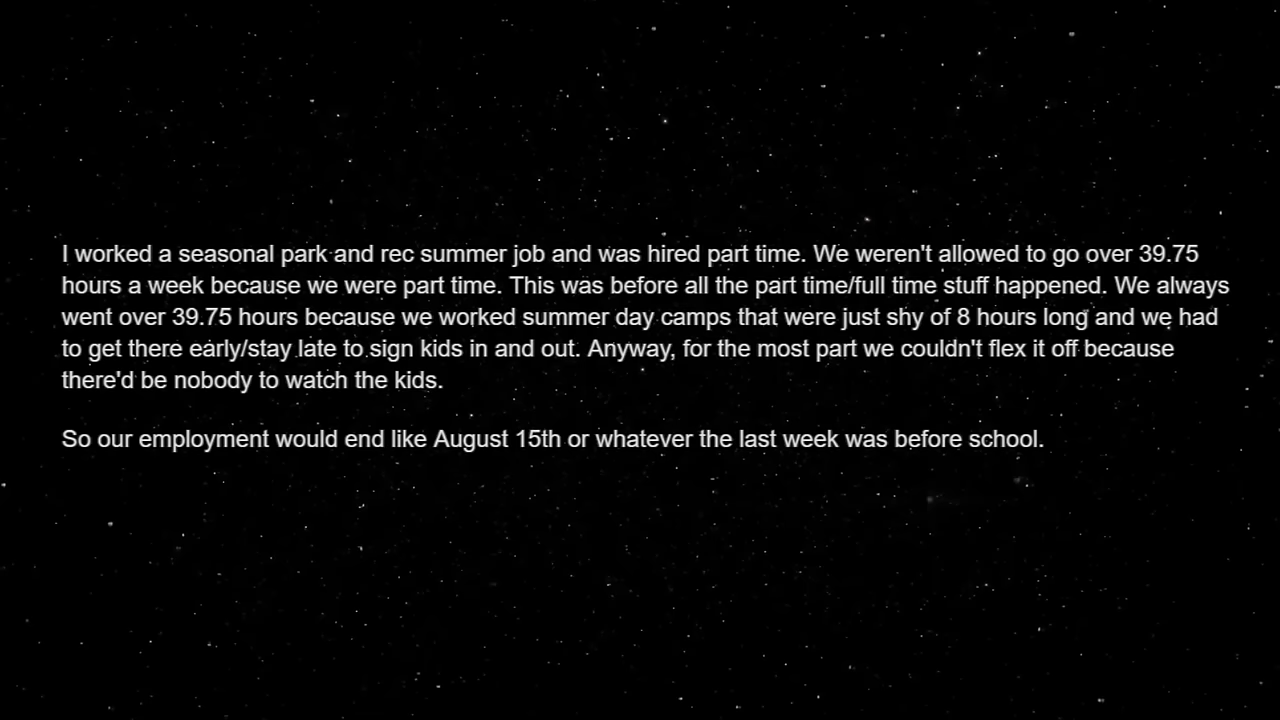 I worked a seasonal park and rec summer job and was hired part time. We weren't allowed to go over 39.75
hours a week because we were part time. This was before all the part time/full time stuff happened. We always
went over 39.75 hours because we worked summer day camps that were just shy of 8 hours long and we had
to get there early/stay late to sign kids in and out. Anyway, for the most part we couldn't flex it off because
there'd be nobody to watch the kids.
So our employment would end like August 15th or whatever the last week was before school.